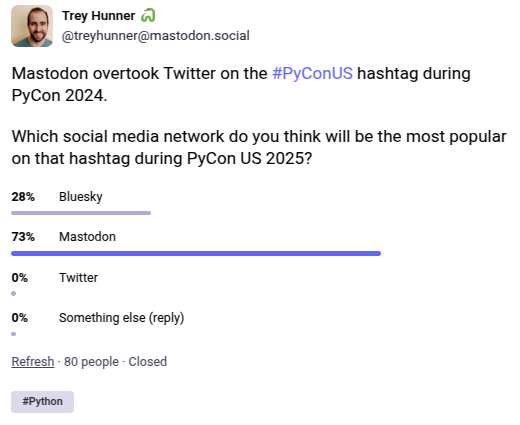 Trey Hunner
@treyhunner@mastodon.social
Mastodon overtook Twitter on the #PyConUS hashtag during
PyCon 2024.
Which social media network do you think will be the most popular
on that hashtag during PyCon US 2025?
28% Bluesky
73% Mastodon
0% Twitter
0% Something else (reply)
Refresh · 80 people · Closed
#Python